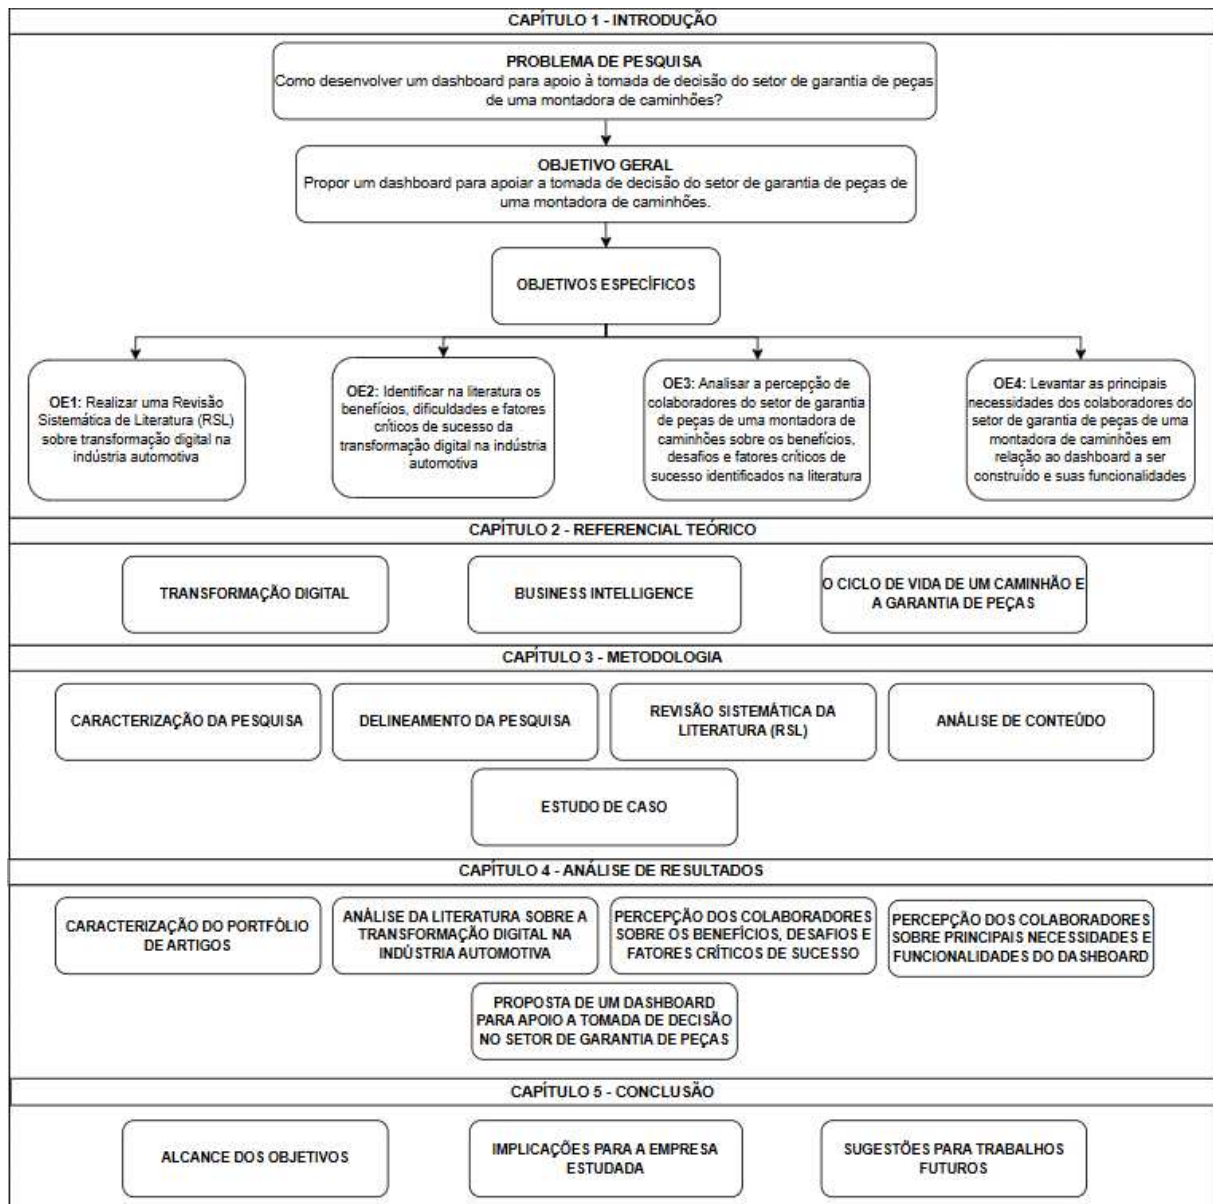 CAPÍTULO 1 - INTRODUÇÃO
PROBLEMA DE PESQUISA
Como desenvolver um dashboard para apoio à tomada de decisão do setor de garantia de peças
de uma montadora de caminhões?
OBJETIVO GERAL
Propor um dashboard para apoiar a tomada de decisão do setor de garantia de peças de
uma montadora de caminhões.
OBJETIVOS ESPECÍFICOS
OE1: Realizar uma Revisão
Sistemática de Literatura (RSL)
sobre transformação digital na
indústria automotiva
OE2: Identificar na literatura os
benefícios, dificuldades e fatores
críticos de sucesso da
transformação digital na indústria
automotiva
OE3: Analisar a percepção de
colaboradores do setor de garantia
de peças de uma montadora de
caminhões sobre os benefícios,
desafios e fatores críticos de
sucesso identificados na literatura
OE4: Levantar as principais
necessidades dos colaboradores do
setor de garantia de peças de uma
montadora de caminhões em
relação ao dashboard a ser
construído e suas funcionalidades
CAPÍTULO 2 - REFERENCIAL TEÓRICO
TRANSFORMAÇÃO DIGITAL
BUSINESS INTELLIGENCE
O CICLO DE VIDA DE UM CAMINHÃO E
A GARANTIA DE PEÇAS
CAPÍTULO 3 - METODOLOGIA
CARACTERIZAÇÃO DA PESQUISA
DELINEAMENTO DA PESQUISA
REVISÃO SISTEMÁTICA DA
LITERATURA (RSL)
ANÁLISE DE CONTEÚDO
ESTUDO DE CASO
CAPÍTULO 4 - ANÁLISE DE RESULTADOS
CARACTERIZAÇÃO DO PORTFÓLIO
DE ARTIGOS
ANÁLISE DA LITERATURA SOBRE A
TRANSFORMAÇÃO DIGITAL NA
INDÚSTRIA AUTOMOTIVA
PERCEPÇÃO DOS COLABORADORES
SOBRE OS BENEFÍCIOS, DESAFIOS E
FATORES CRÍTICOS DE SUCESSO
PERCEPÇÃO DOS COLABORADORES
SOBRE PRINCIPAIS NECESSIDADES E
FUNCIONALIDADES DO DASHBOARD
PROPOSTA DE UM DASHBOARD
PARA APOIO A TOMADA DE DECISÃO
NO SETOR DE GARANTIA DE PEÇAS
CAPÍTULO 5 - CONCLUSÃO
ALCANCE DOS OBJETIVOS
IMPLICAÇÕES PARA A EMPRESA
ESTUDADA
SUGESTÕES PARA TRABALHOS
FUTUROS